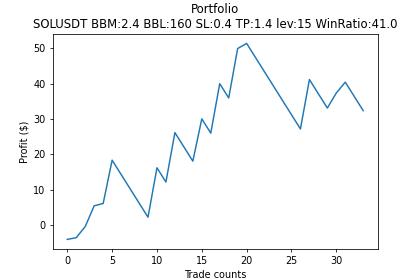 Portfolio
SOLUSDT BBM:2.4 BBL:160 SL:0.4 TP:1.4 lev:15 WinRatio:41.0
50
40
30
20
10
0
Profit ($)
0 5 10 15 20 25 30
Trade counts